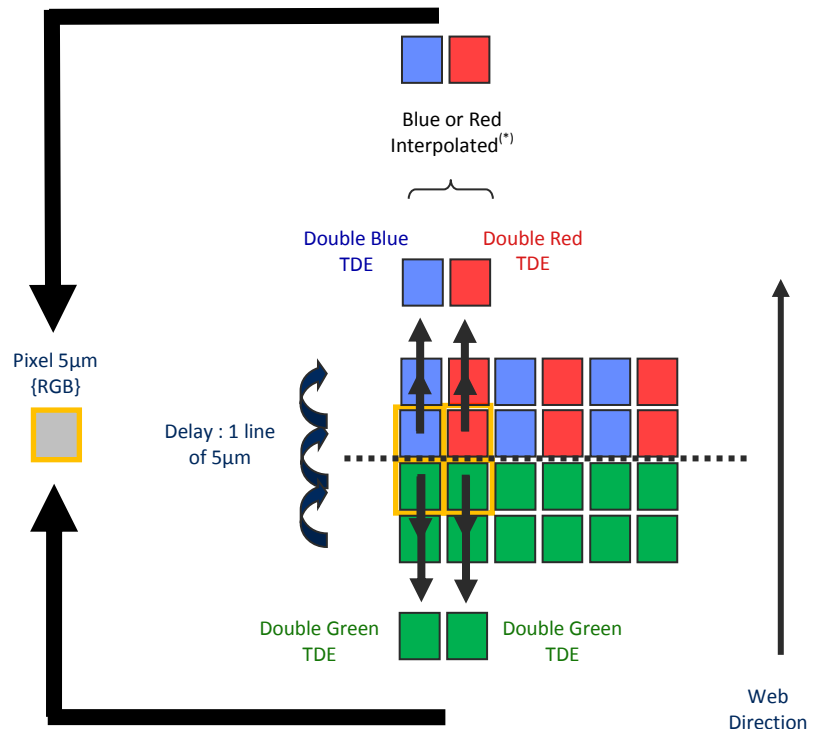 Blue or Red
Interpolated(*)
Double Blue
TDE
Double Red
TDE
Pixel 5µm
{RGB}
Delay : 1 line
of 5µm
Double Green
TDE
Double Green
TDE
Web
Direction